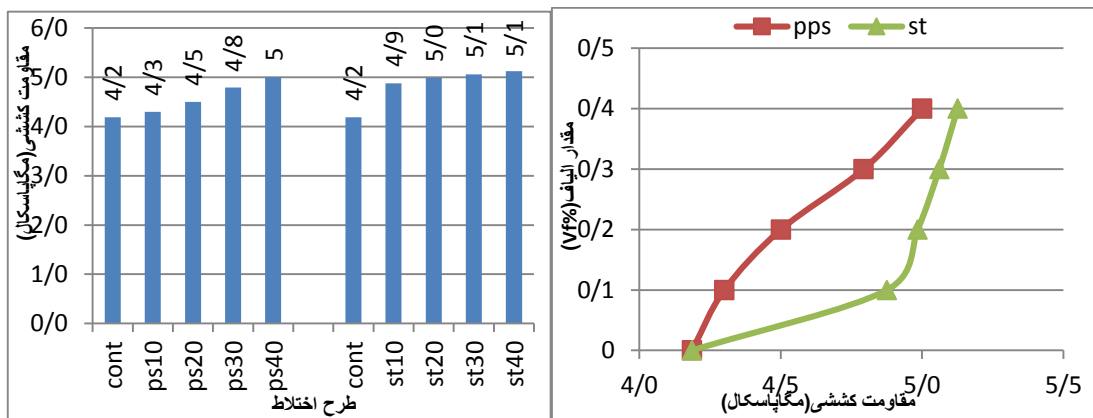 مقاومت کششی(مگاپاسکال)
6/0
5/0
4/0
3/0
2/0
1/0
0/0
4/2
4/3
4/5
4/8
5
4/2
4/9
5/0
5/1
5/1
cont
ps10
ps20
ps30
ps40
cont
st10
st20
st30
st40
طرح اختلاط
pps
st
مقدار الیاف(Vf%)
0/5
0/4
0/3
0/2
0/1
0
4/0
4/5
5/0
5/5
مقاومت کششی(مگاپاسکال)